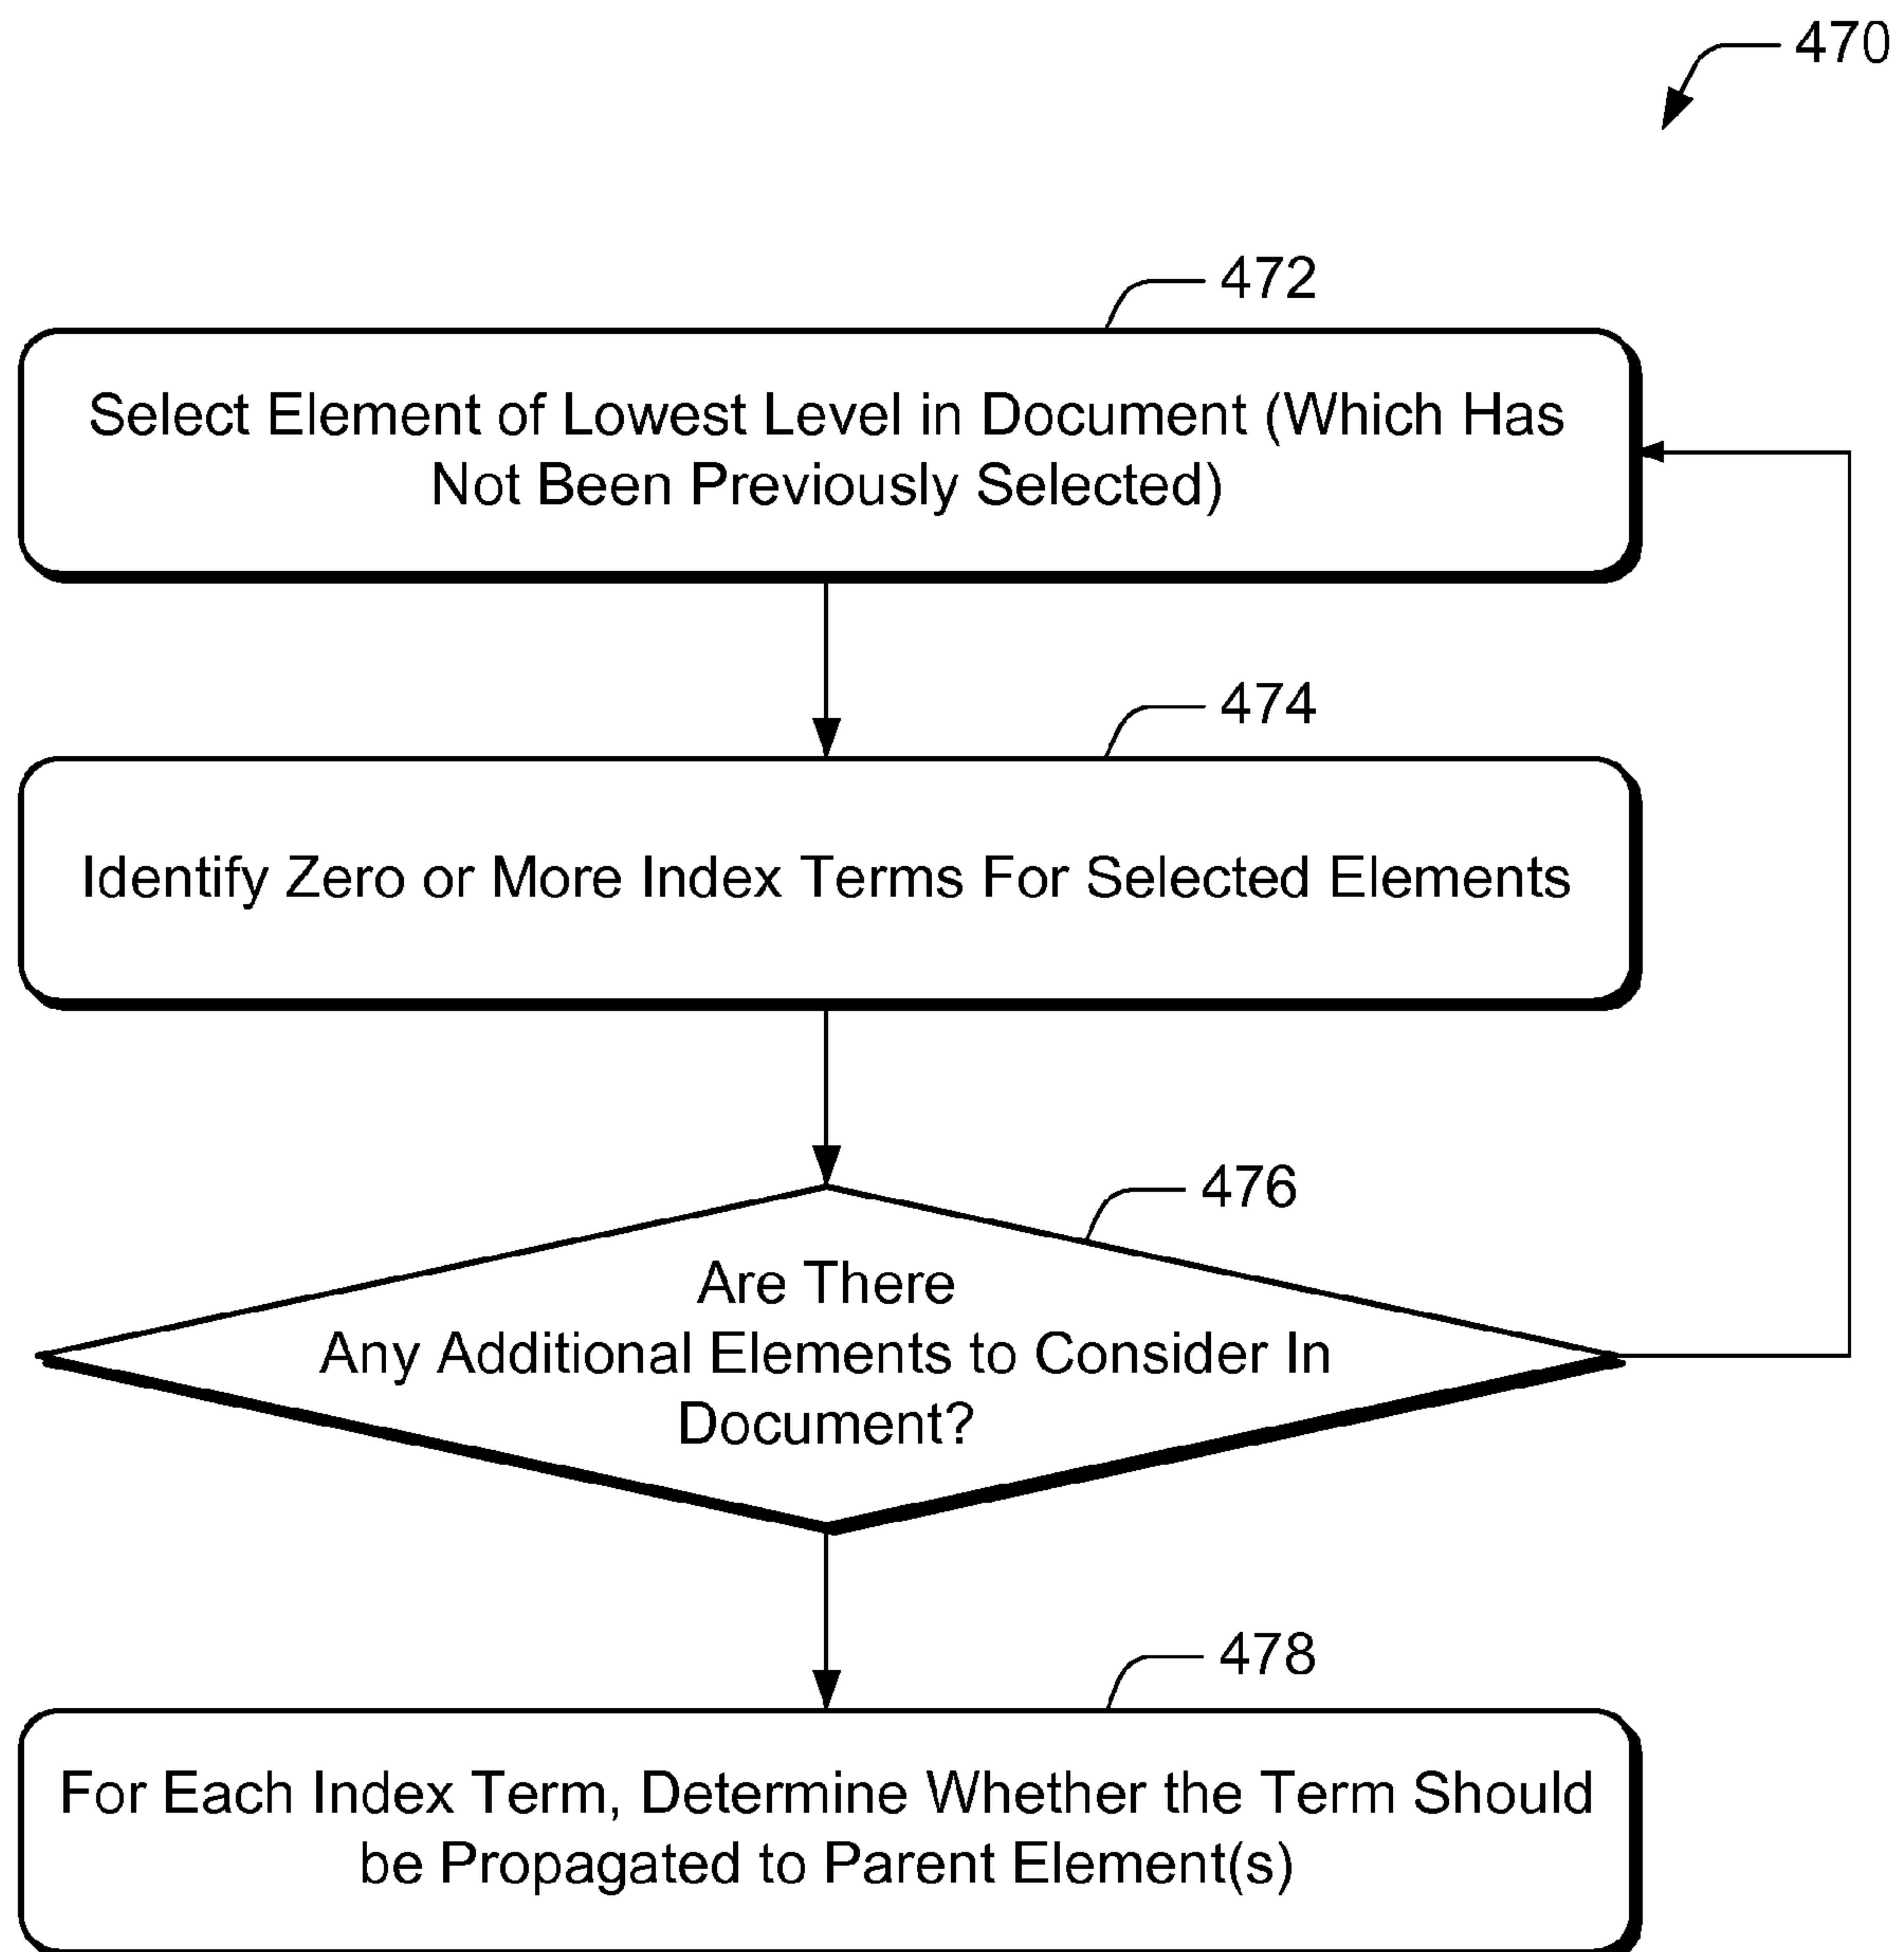 470
472
Select Element of Lowest Level in Document (Which Has
Not Been Previously Selected)
474
Identify Zero or More Index Terms For Selected Elements
476
Are There
Any Additional Elements to Consider In
Document?
478
For Each Index Term, Determine Whether the Term Should
be Propagated to Parent Element(s)